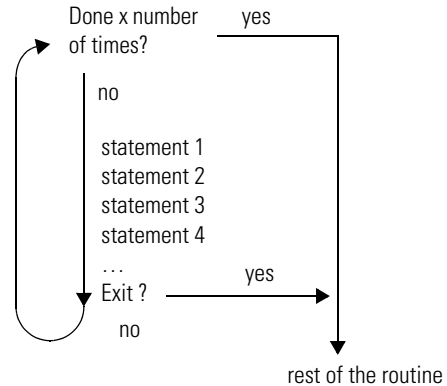 Done x number
of times?
yes
no
statement 1
statement 2
statement 3
statement 4
…
Exit ?
yes
no
rest of the routine